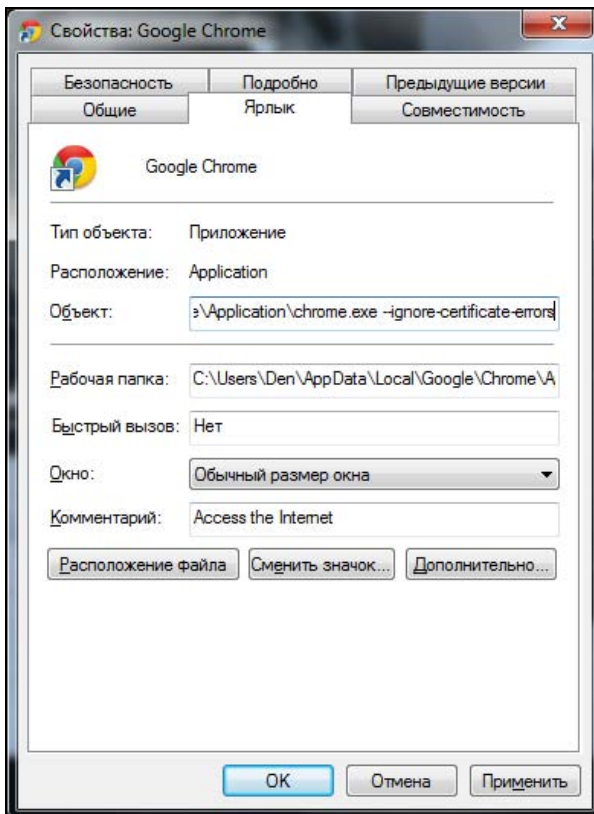 Свойства: Google Chrome
Безопасность Подробно Предыдущие версии
Общие Ярлык Совместимость
Google Chrome
Тип объекта: Приложение
Расположение: Application
Объект: e\Application\chrome.exe --ignore-certificate-errors
Рабочая папка: C:\Users\Den\AppData\Local\Google\Chrome\A
Быстрый вызов: Нет
Окно: Обычный размер окна
Комментарий: Access the Internet
Расположение файла Сменить значок... Дополнительно...
OK Отмена Применить